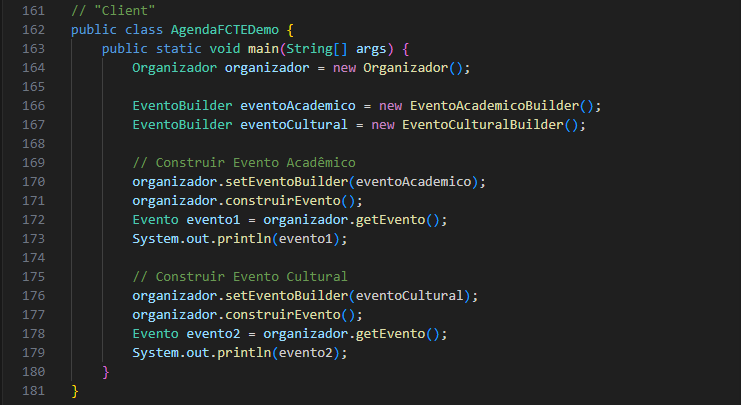 161 // "Client"
162 public class AgendaFCTEDemo {
163     public static void main(String[] args) {
164         Organizador organizador = new Organizador();
165
166         EventoBuilder eventoAcademico = new EventoAcademicoBuilder();
167         EventoBuilder eventoCultural = new EventoCulturalBuilder();
168
169         // Construir Evento Acadêmico
170         organizador.setEventoBuilder(eventoAcademico);
171         organizador.construirEvento();
172         Evento evento1 = organizador.getEvento();
173         System.out.println(evento1);
174
175         // Construir Evento Cultural
176         organizador.setEventoBuilder(eventoCultural);
177         organizador.construirEvento();
178         Evento evento2 = organizador.getEvento();
179         System.out.println(evento2);
180     }
181 }